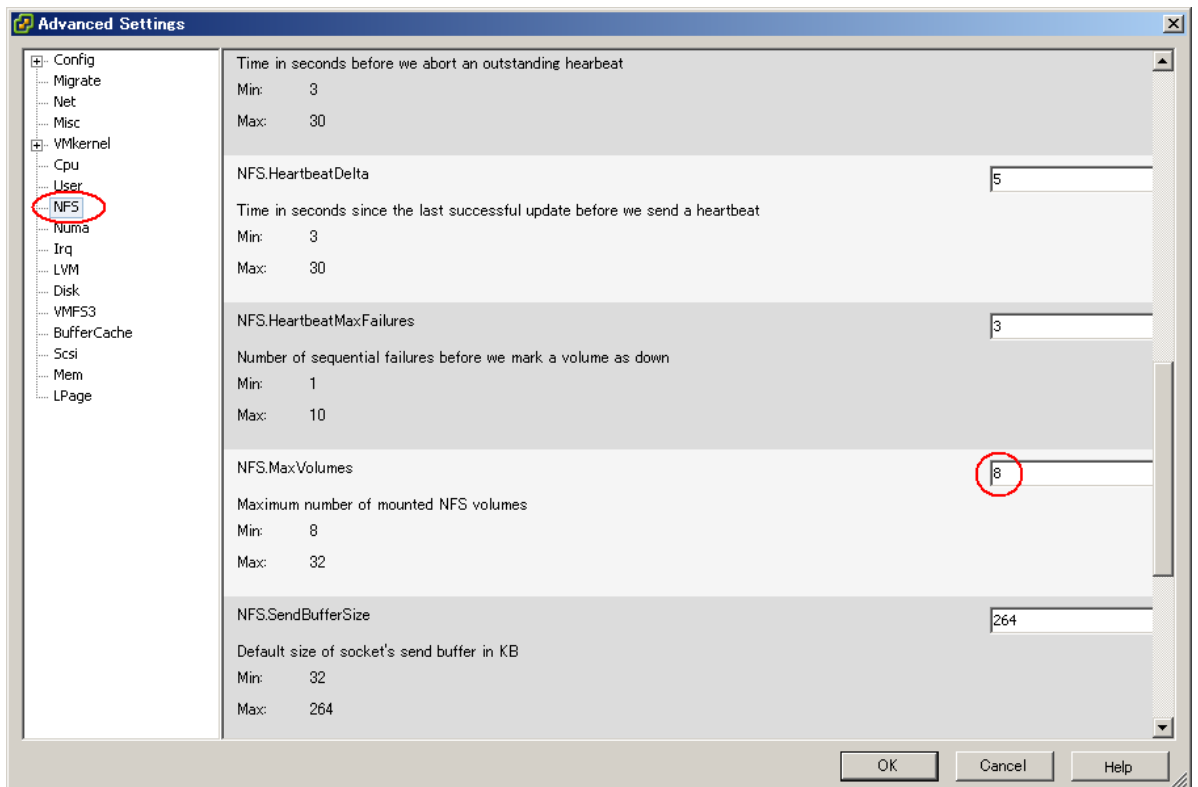 Advanced Settings
Config
Migrate
Net
Misc
VMkernel
Cpu
User
NFS
Numa
Irq
LVM
Disk
VMFS3
BufferCache
Scsi
Mem
LPage
Time in seconds before we abort an outstanding hearbeat
Min: 3
Max: 30
NFS.HeartbeatDelta 5
Time in seconds since the last successful update before we send a heartbeat
Min: 3
Max: 30
NFS.HeartbeatMaxFailures 3
Number of sequential failures before we mark a volume as down
Min: 1
Max: 10
NFS.MaxVolumes 8
Maximum number of mounted NFS volumes
Min: 8
Max: 32
NFS.SendBufferSize 264
Default size of socket's send buffer in KB
Min: 32
Max: 264
OK Cancel Help